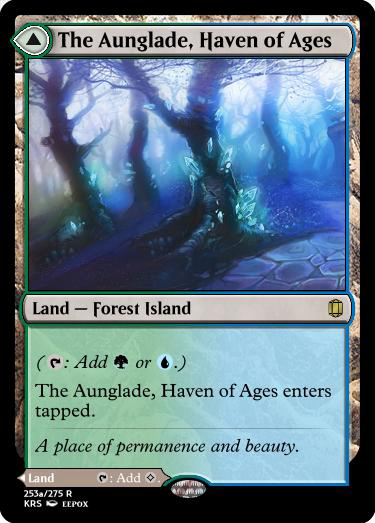 The Aunglade, Haven of Ages
Land — Forest Island
( : Add or .)
The Aunglade, Haven of Ages enters
tapped.
A place of permanence and beauty.
Land : Add .
253a/275 R
KRS EEPOX